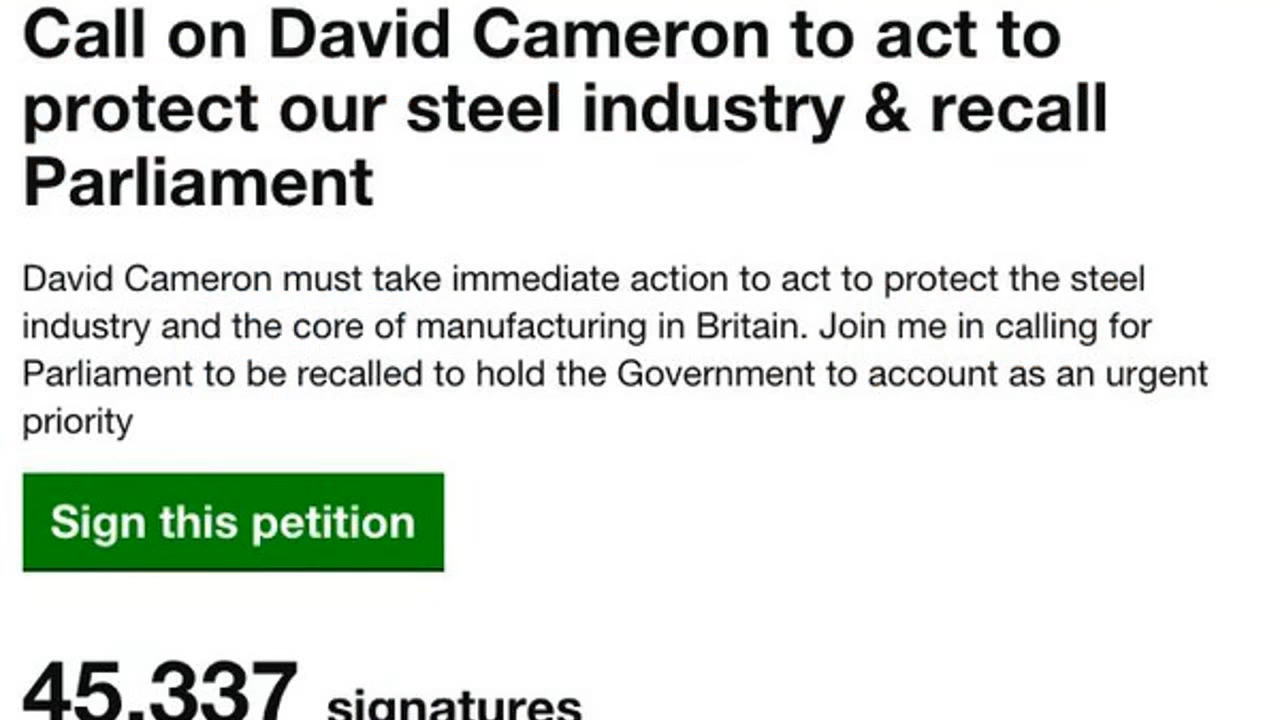 Call on David Cameron to act to
protect our steel industry & recall
Parliament
David Cameron must take immediate action to act to protect the steel
industry and the core of manufacturing in Britain. Join me in calling for
Parliament to be recalled to hold the Government to account as an urgent
priority
Sign this petition
45,337 signatures